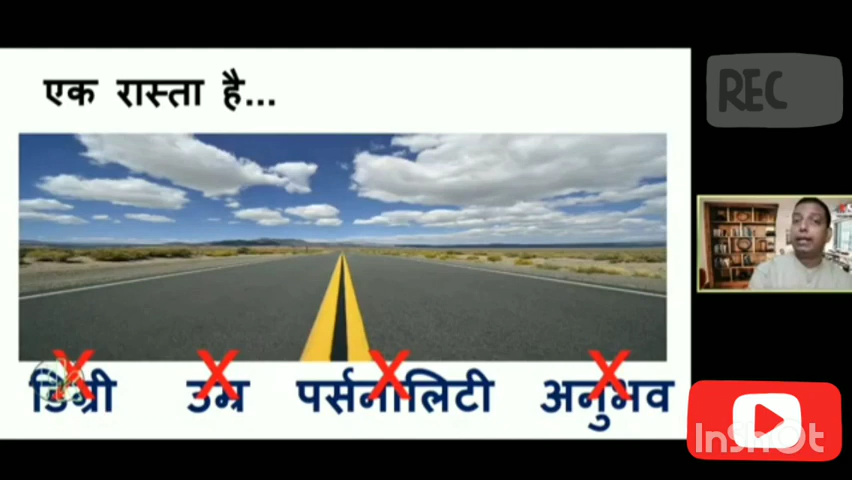 एक रास्ता है...
REC
डिग्री उम्र पर्सनालिटी अनुभव
InShOt